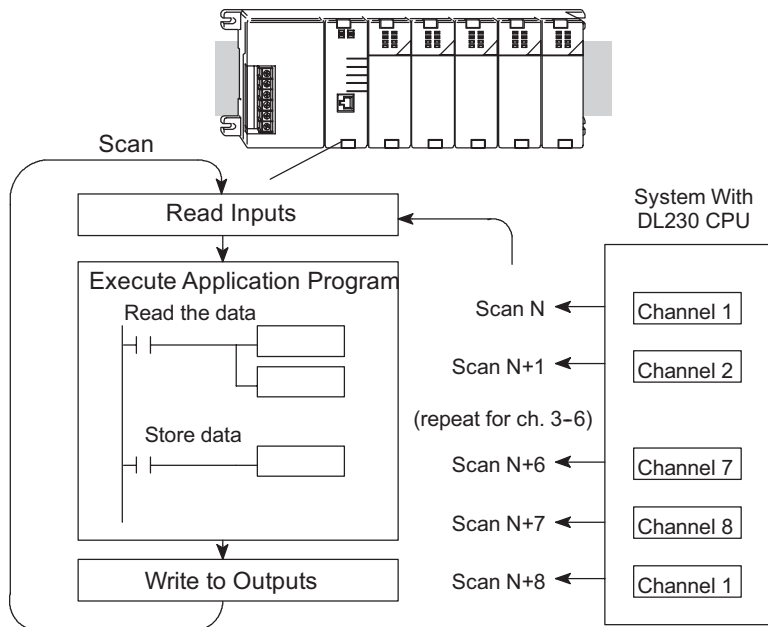 Scan
Read Inputs
Execute Application Program
Read the data
Store data
Write to Outputs
System With
DL230 CPU
Scan N
Channel 1
Scan N+1
Channel 2
(repeat for ch. 3-6)
Scan N+6
Channel 7
Scan N+7
Channel 8
Scan N+8
Channel 1